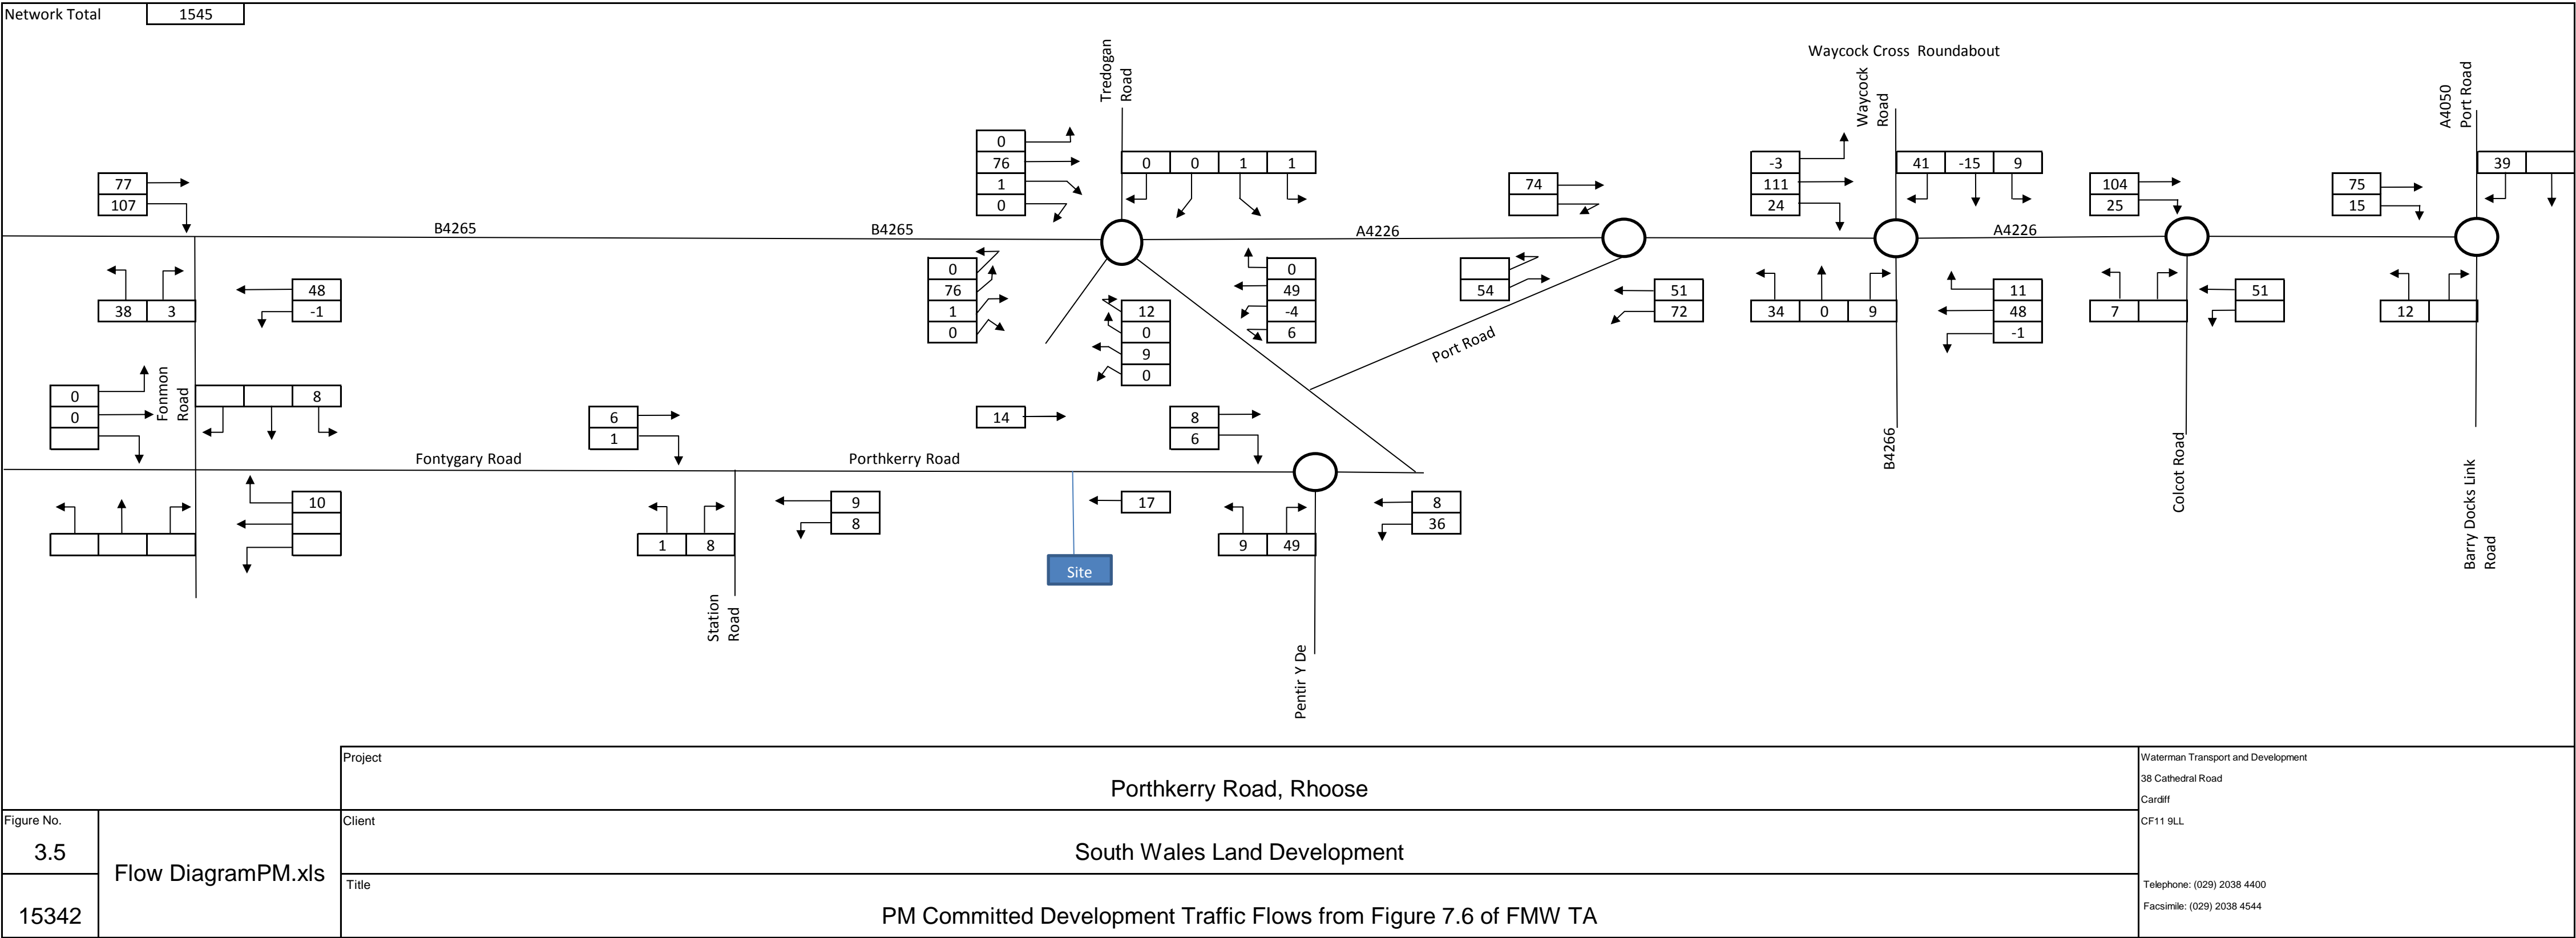 Network Total 1545
Waycock Cross Roundabout
Tredogan
Road
Waycock
Road
A4050
Port Road
0
76 0 0 1 1
1
0
77
107
74
-3 41 -15 9
111
24
104
25
75
15
39
B4265 B4265 A4226 A4226
38 3
48
-1
0
76
1
0
12
0
9
0
0
49
-4
6
54
51
72
34 0 9
11
48
-1
7
51
12
Port Road
Fonmon
Road
0
0
8
6
1
14
8
6
B4266
Colcot Road
Barry Docks Link
Road
Fontygary Road Porthkerry Road
10
1 8
9
8
17
9 49
8
36
Site
Station
Road
Pentir Y De
Project
Porthkerry Road, Rhoose
Waterman Transport and Development
38 Cathedral Road
Cardiff
CF11 9LL
Figure No.
3.5
Flow DiagramPM.xls
Client
South Wales Land Development
15342
Title
PM Committed Development Traffic Flows from Figure 7.6 of FMW TA
Telephone: (029) 2038 4400
Facsimile: (029) 2038 4544